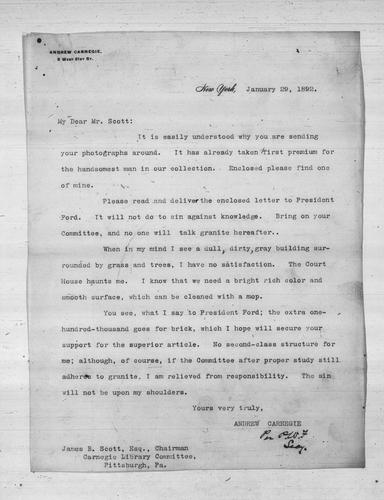 ANDREW CARNEGIE,
5 West 51st St.
New York, January 29, 1892.
My Dear Mr. Scott:
It is easily understood why you are sending
your photographs around. It has already taken first premium for
the handsomest man in our collection. Enclosed please find one
of mine.
Please read and deliver the enclosed letter to President
Ford. It will not do to sin against knowledge. Bring on your
Committee, and no one will talk granite hereafter..
When in my mind I see a dull, dirty, gray building sur-
rounded by grass and trees, I have no satisfaction. The Court
House haunts me. I know that we need a bright rich color and
smooth surface, which can be cleaned with a mop.
You see, what I say to President Ford; the extra one-
hundred-thousand goes for brick, which I hope will secure your
support for the superior article. No second-class structure for
me; although, of course, if the Committee after proper study still
adheres to granite, I am relieved from responsibility. The sin
will not be upon my shoulders.
Yours very truly,
ANDREW CARNEGIE
Per
Secy.
James B. Scott, Esq., Chairman
Carnegie Library Committee,
Pittsburgh, Pa.